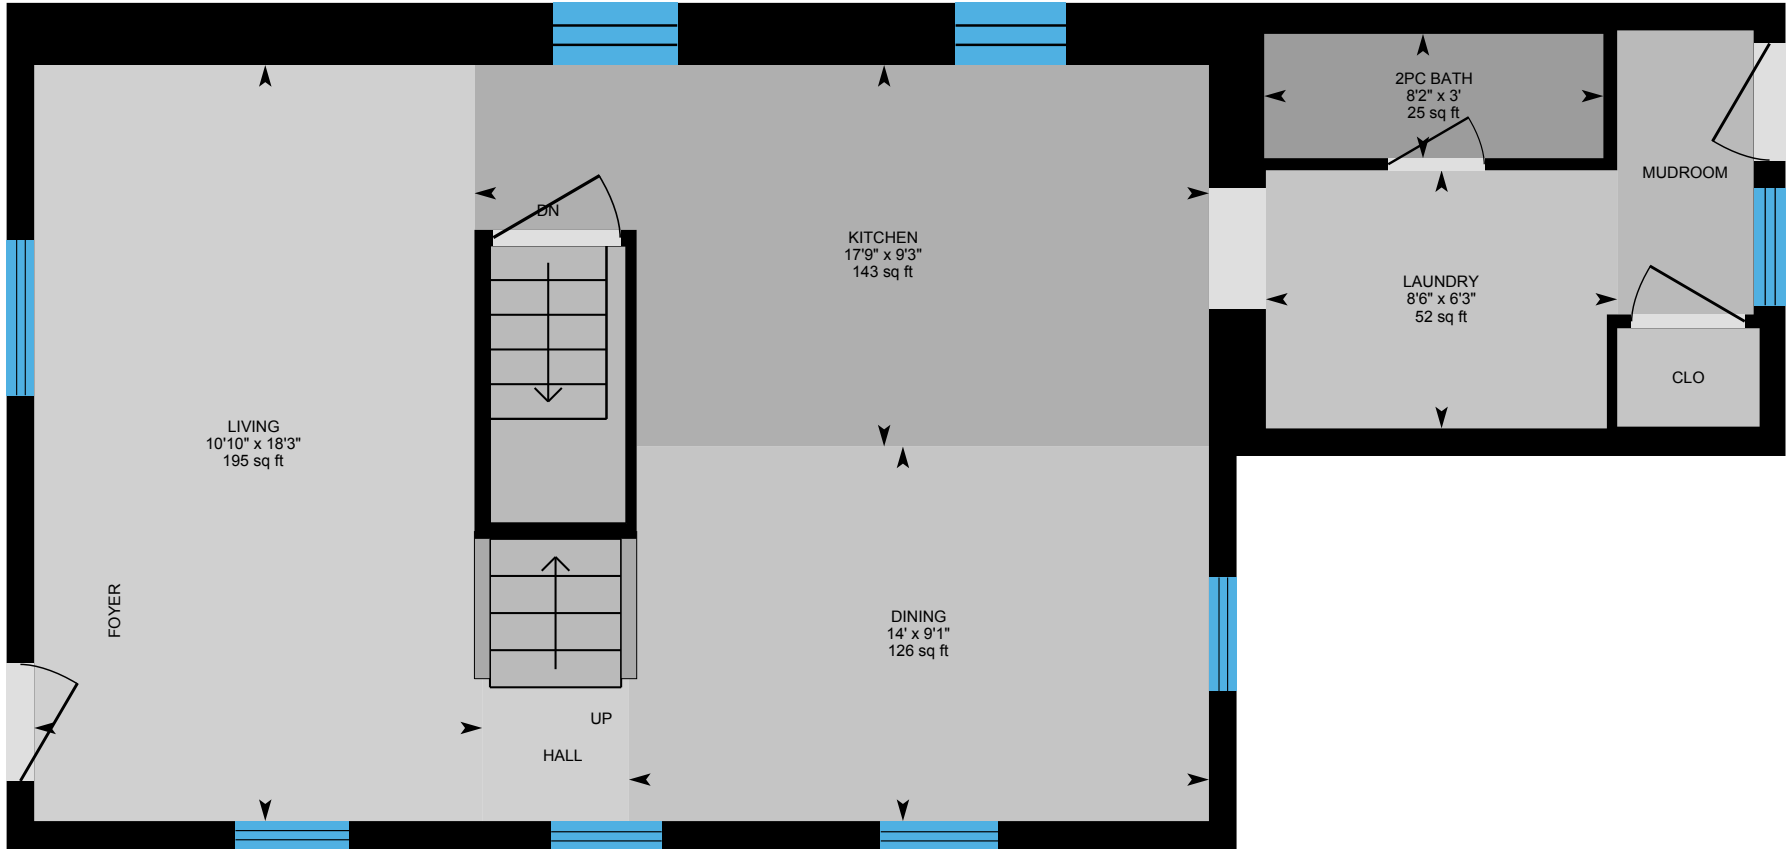 2PC BATH
8'2" x 3'
25 sq ft
MUDROOM
DN
KITCHEN
17'9" x 9'3"
143 sq ft
LAUNDRY
8'6" x 6'3"
52 sq ft
CLO
LIVING
10'10" x 18'3"
195 sq ft
FOYER
DINING
14' x 9'1"
126 sq ft
UP
HALL